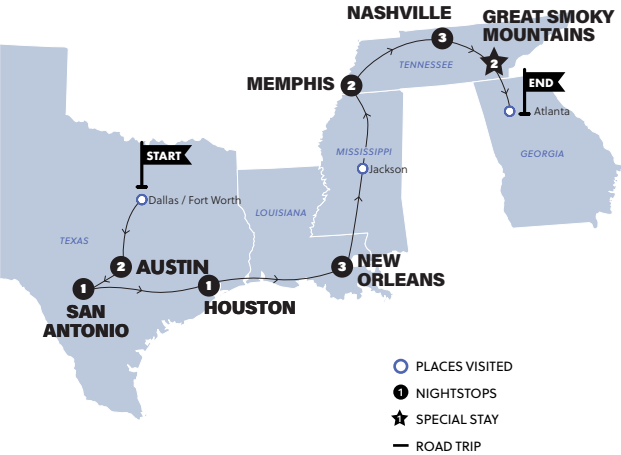 NASHVILLE
3
GREAT SMOKY
MOUNTAINS
2
TENNESSEE
MEMPHIS
2
END
Atlanta
GEORGIA
START
MISSISSIPPI
Jackson
Dallas / Fort Worth
LOUISIANA
TEXAS
2
AUSTIN
1
SAN
ANTONIO
1
HOUSTON
3
NEW
ORLEANS
PLACES VISITED
1
NIGHTSTOPS
1
SPECIAL STAY
ROAD TRIP